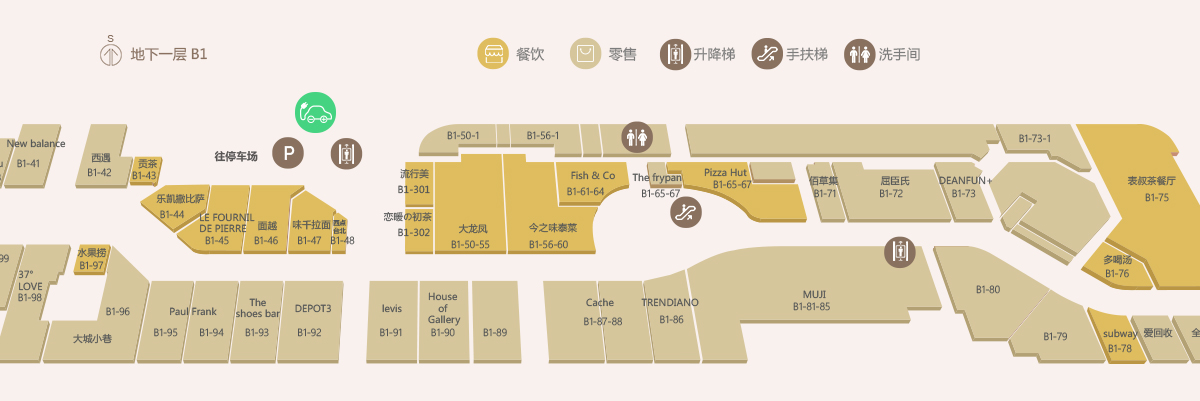 S
地下一层 B1
餐饮
零售
升降梯
手扶梯
洗手间
往停车场
P
New balance
B1-41
西遇
B1-42
贡茶
B1-43
乐凯撒比萨
B1-44
LE FOURNIL
DE PIERRE
B1-45
面越
B1-46
味千拉面
B1-47
B1-48
水果捞
B1-97
99
37°
LOVE
B1-98
B1-96
大城小巷
Paul Frank
B1-95
B1-94
The
shoes bar
B1-93
DEPOT3
B1-92
B1-50-1
B1-56-1
流行美
B1-301
恋暖の初茶
B1-302
大龙凤
B1-50-55
今之味泰菜
B1-56-60
Fish & Co
B1-61-64
The frypan
B1-65-67
Pizza Hut
B1-65-67
佰草集
B1-71
屈臣氏
B1-72
DEANFUN+
B1-73
B1-73-1
表叔茶餐厅
B1-75
多喝汤
B1-76
levis
B1-91
House
of
Gallery
B1-90
B1-89
Cache
B1-87-88
TRENDIANO
B1-86
MUJI
B1-81-85
B1-80
B1-79
subway
B1-78
爱回收
全